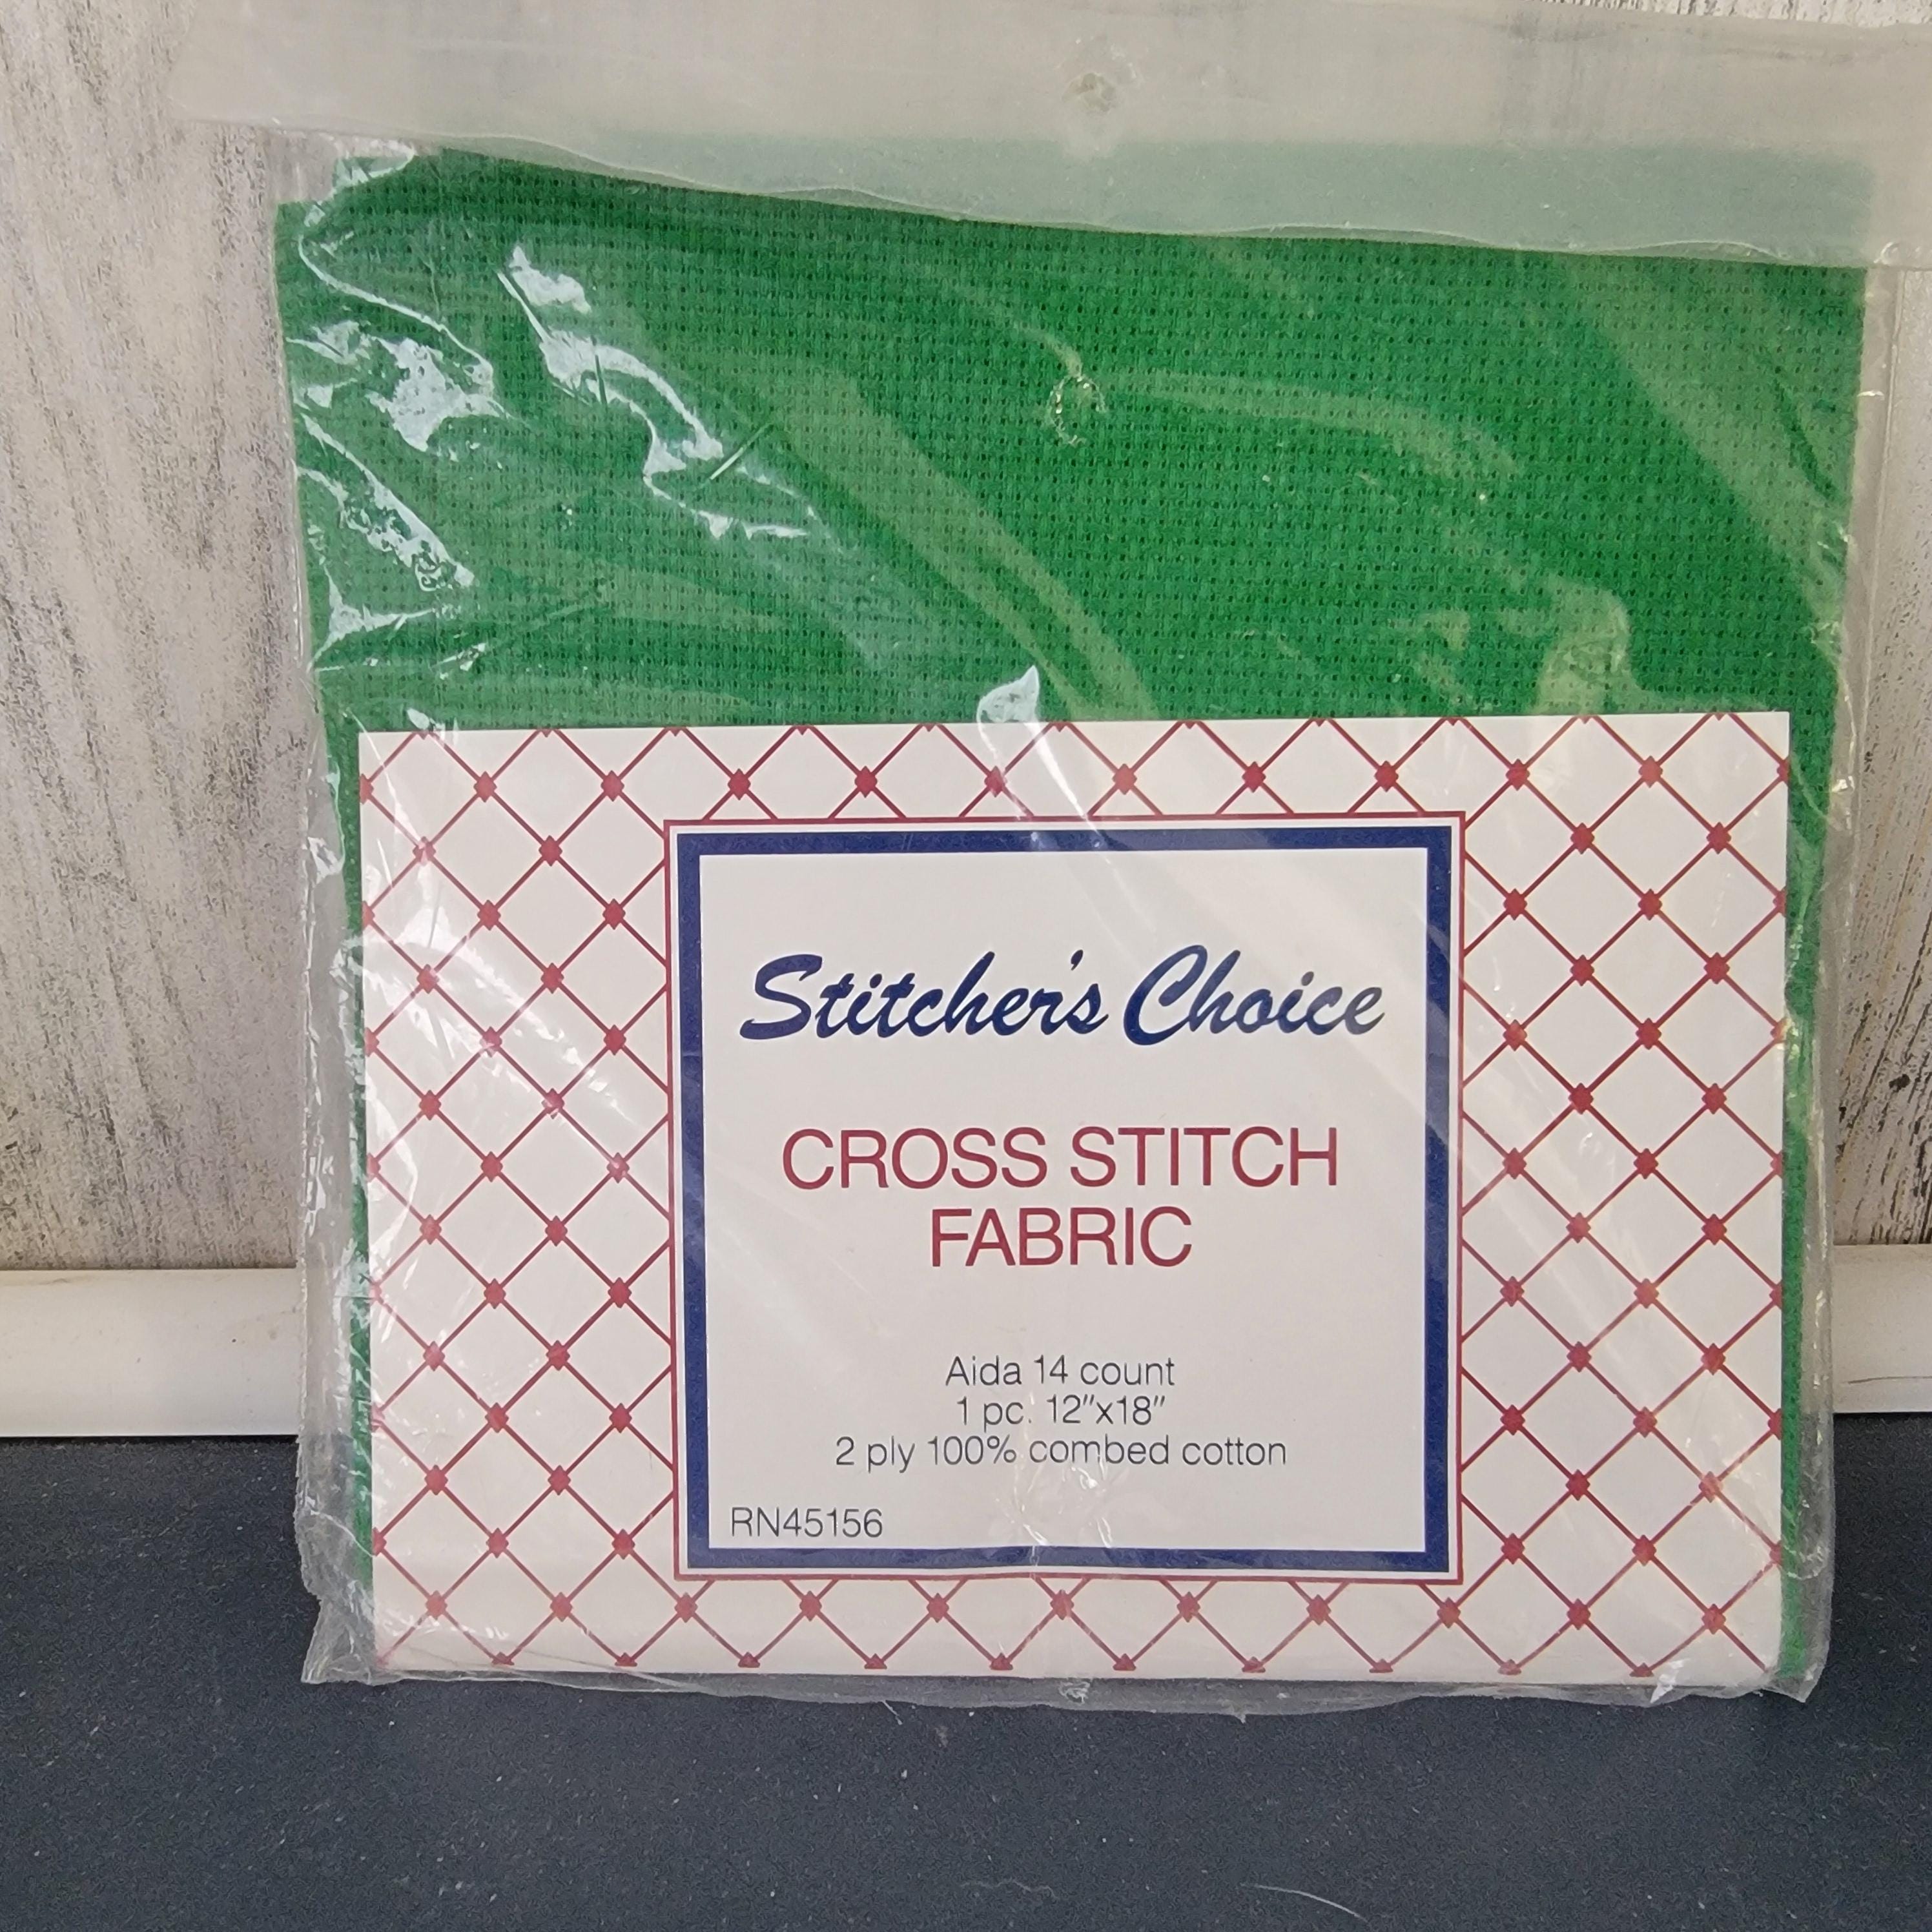 Stitcher's Choice
CROSS STITCH
FABRIC
Aida 14 count
1 pc. 12"x18"
2 ply 100% combed cotton
RN45156